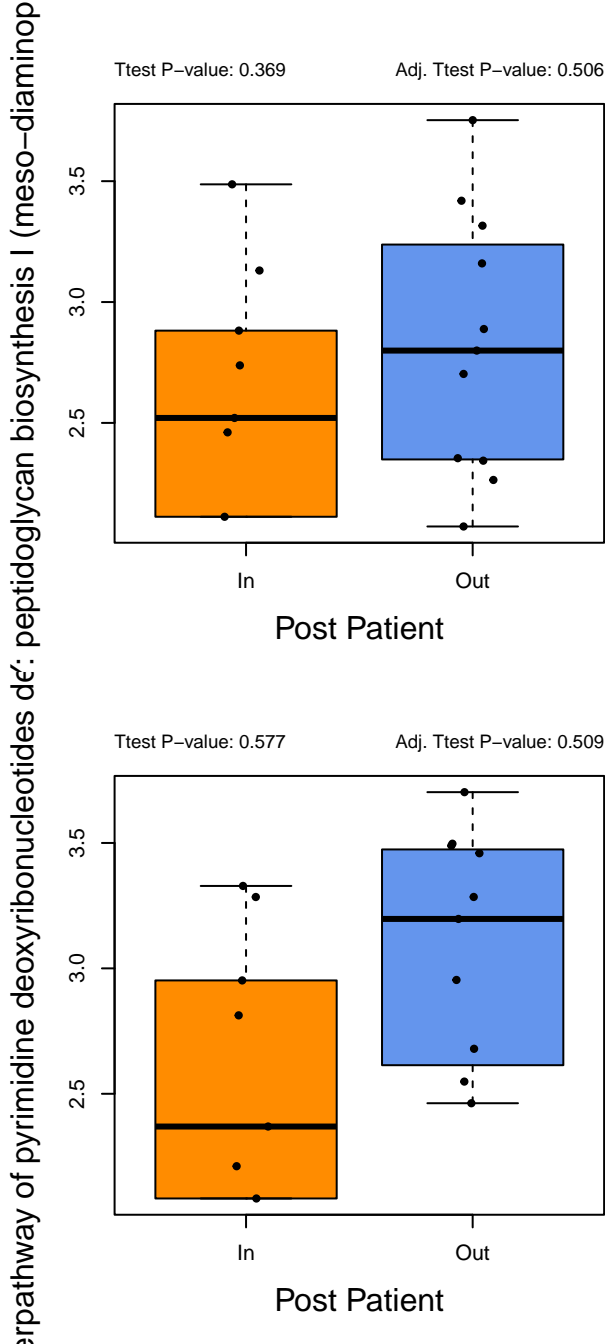 Ttest P−value: 0.369
Adj. Ttest P−value: 0.506
peptidoglycan biosynthesis I (meso−diaminop
3.5
3.0
2.5
In
Out
Post Patient
Ttest P−value: 0.577
Adj. Ttest P−value: 0.509
erpathway of pyrimidine deoxyribonucleotides
3.5
3.0
2.5
In
Out
Post Patient